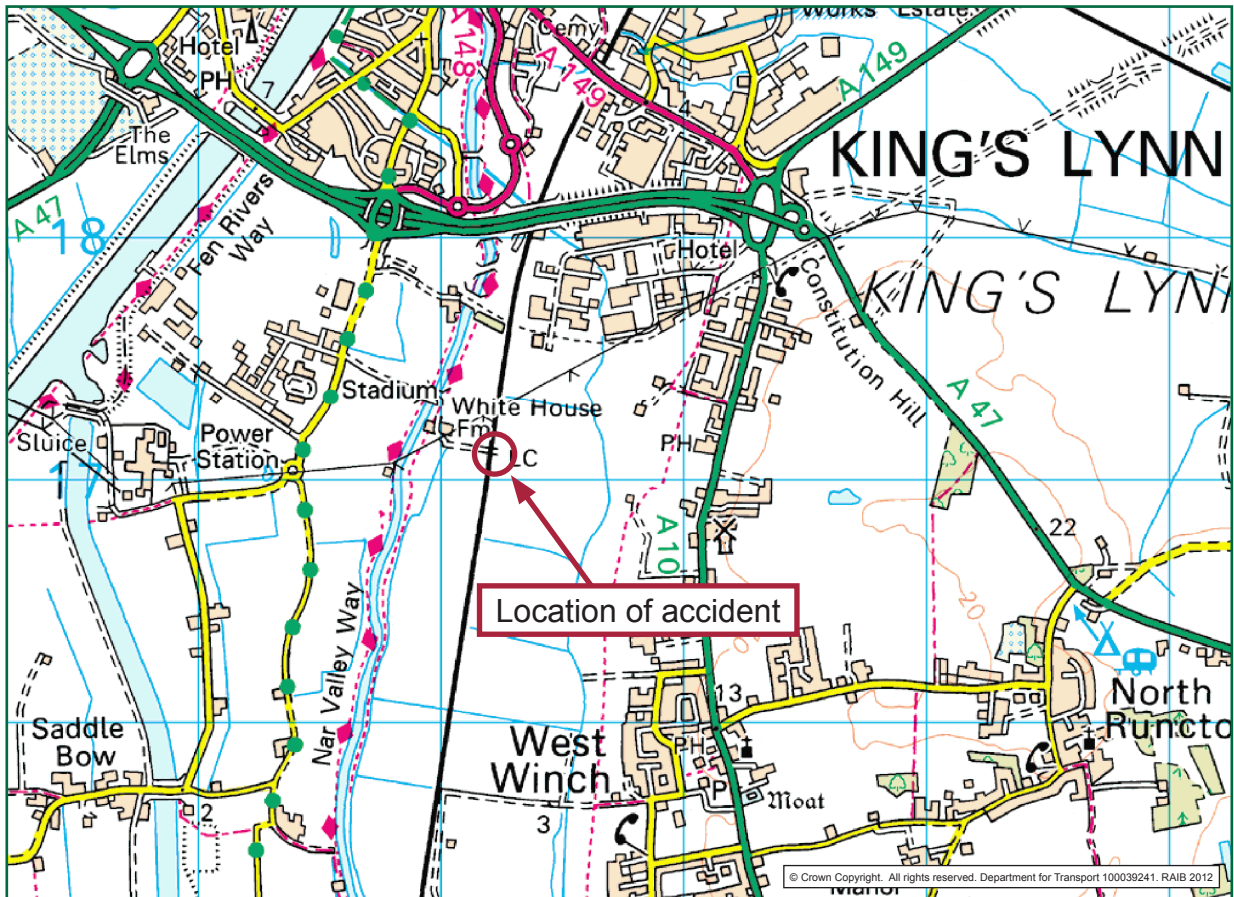 Hotel
PH
7
The
Elms
A 47
18
Fen Rivers
Way
A 148
Cemy
A 149
4
Works Estate
A 149
KING'S LYNN
KING'S LYN
Hotel
Constitution Hill
A 47
Stadium
White House
Fm
LC
Sluice
Power
Station
17
PH
A 10
22
20
Location of accident
Nar Valley Way
Saddle
Bow
2
West
Winch
13
PH
P
Moat
3
North
Runcto
Manor
© Crown Copyright. All rights reserved. Department for Transport 100039241. RAIB 2012